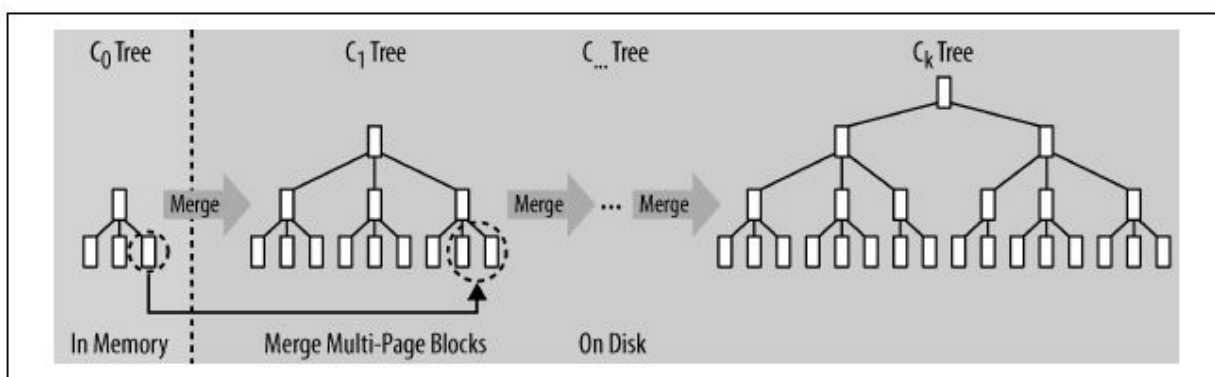 C₀ Tree C₁ Tree C... Tree Cₖ Tree
Merge Merge ... Merge
In Memory Merge Multi-Page Blocks On Disk